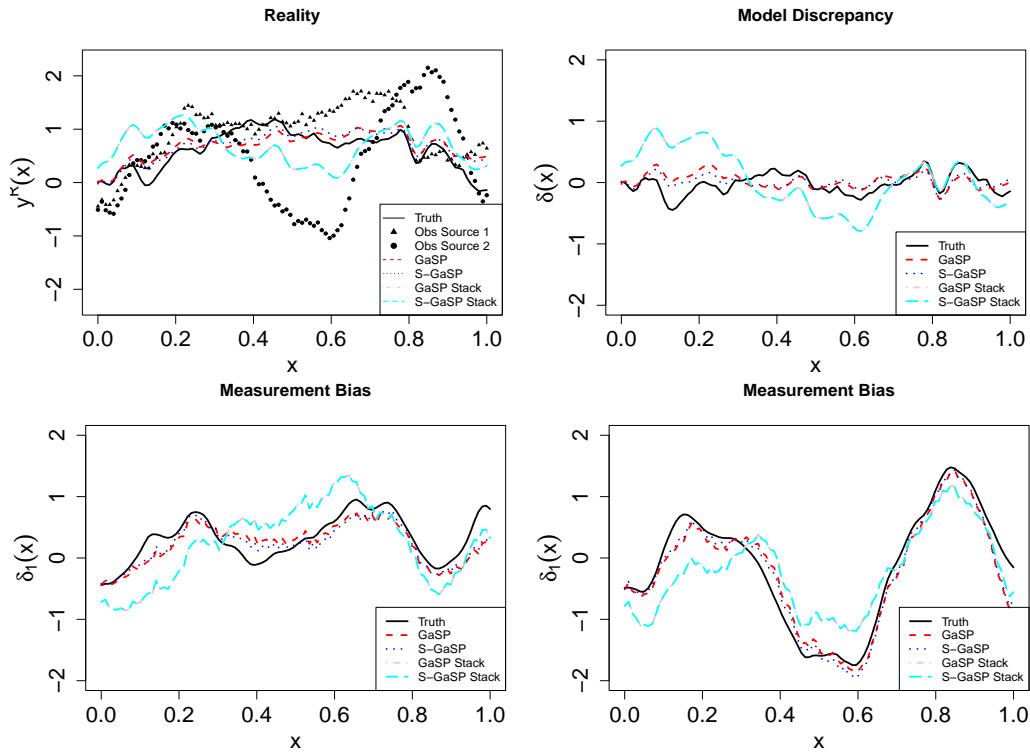 Reality
y^R(x)
2
1
0
−1
−2
Truth
Obs Source 1
Obs Source 2
GaSP
S−GaSP
GaSP Stack
S−GaSP Stack
0.0 0.2 0.4 0.6 0.8 1.0
x
Model Discrepancy
δ(x)
2
1
0
−1
−2
Truth
GaSP
S−GaSP
GaSP Stack
S−GaSP Stack
0.0 0.2 0.4 0.6 0.8 1.0
x
Measurement Bias
δ₁(x)
2
1
0
−1
−2
Truth
GaSP
S−GaSP
GaSP Stack
S−GaSP Stack
0.0 0.2 0.4 0.6 0.8 1.0
x
Measurement Bias
δ₁(x)
2
1
0
−1
−2
Truth
GaSP
S−GaSP
GaSP Stack
S−GaSP Stack
0.0 0.2 0.4 0.6 0.8 1.0
x